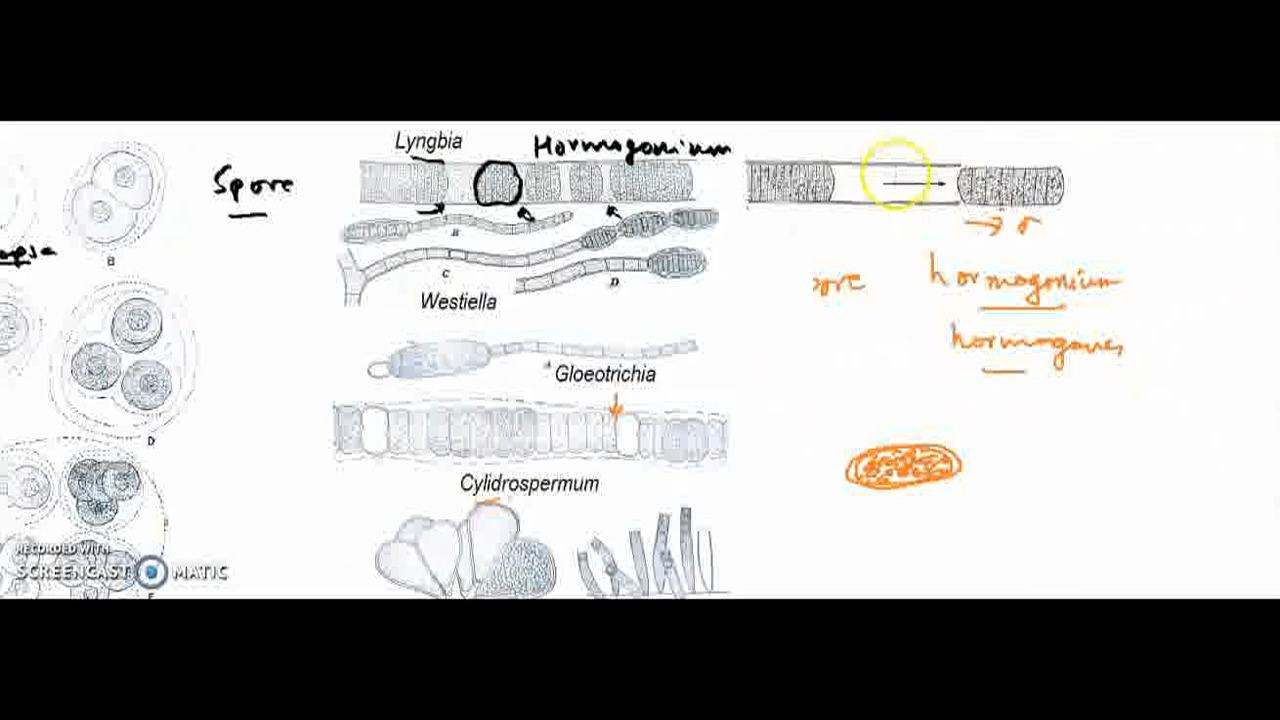 Lyngbia
Hormogonium
Spore
B
B
C
D
Westiella
hormogonium
hormogones
A
Gloeotrichia
D
Cylidrospermum
RECORDED WITH
SCREENCAST MATIC
E